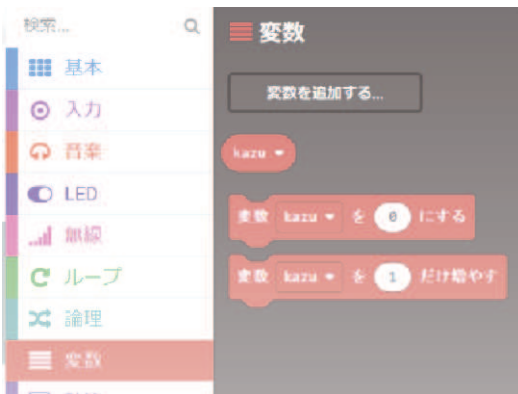 検索...
基本
入力
音楽
LED
無線
ループ
論理
変数
変数
変数を追加する...
kazu
変数 kazu を 0 にする
変数 kazu を 1 だけ増やす